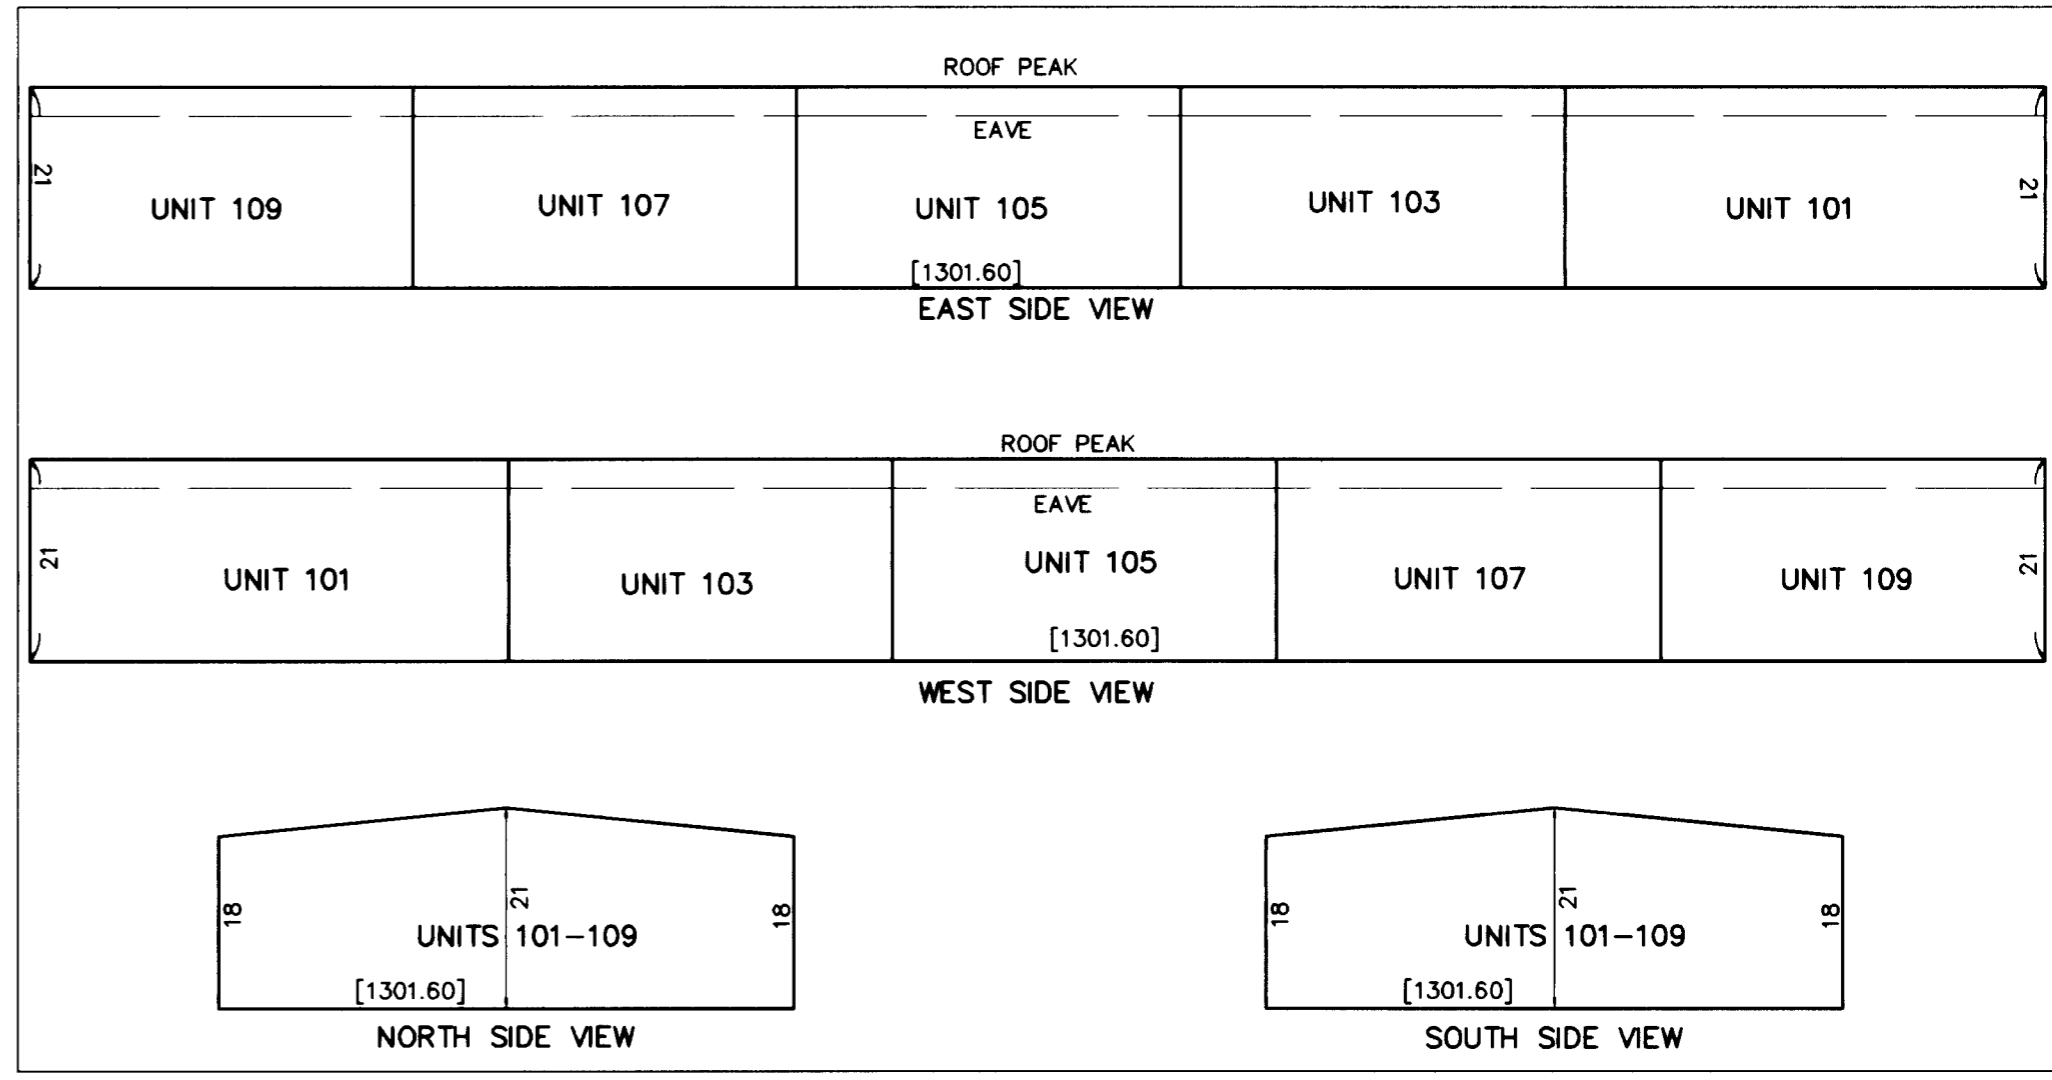 ROOF PEAK
EAVE
21
UNIT 109
UNIT 107
UNIT 105
UNIT 103
UNIT 101
21
[1301.60]
EAST SIDE VIEW
ROOF PEAK
EAVE
21
UNIT 101
UNIT 103
UNIT 105
UNIT 107
UNIT 109
21
[1301.60]
WEST SIDE VIEW
18
21
18
UNITS 101-109
[1301.60]
NORTH SIDE VIEW
18
21
18
UNITS 101-109
[1301.60]
SOUTH SIDE VIEW